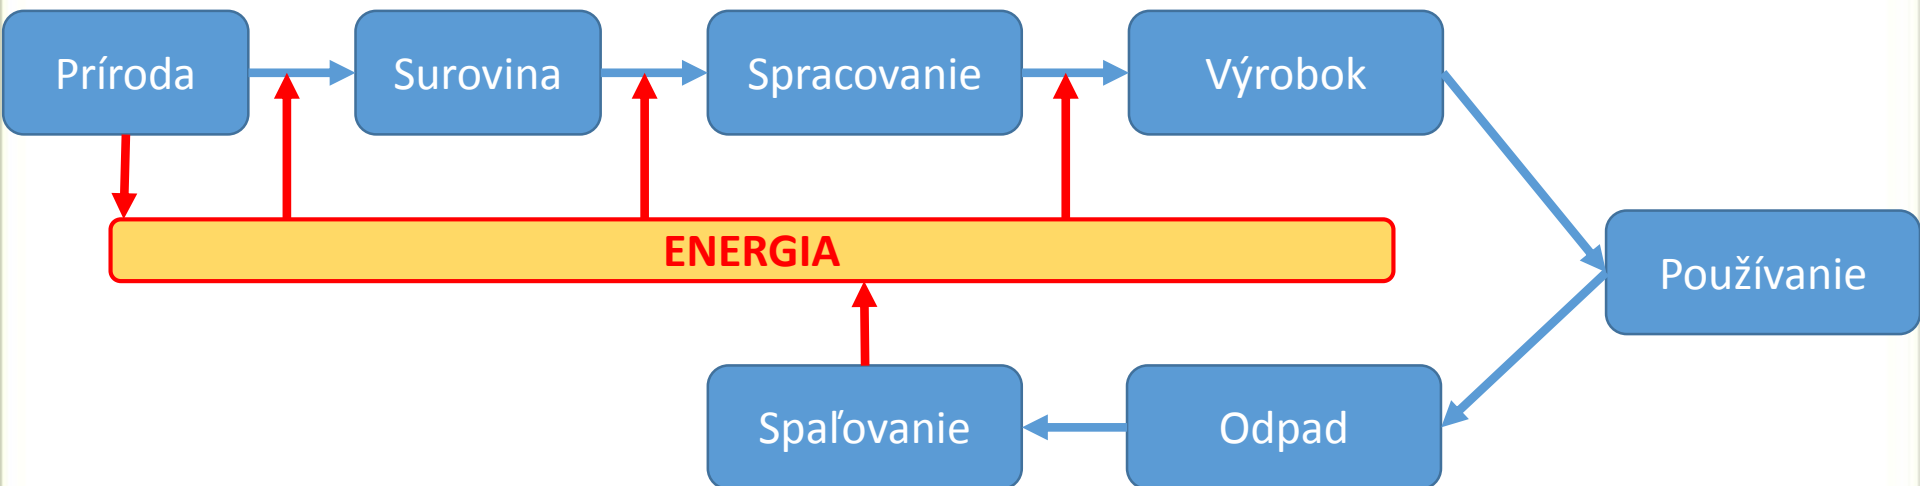 Príroda
Surovina
Spracovanie
Výrobok
ENERGIA
Používanie
Spaľovanie
Odpad